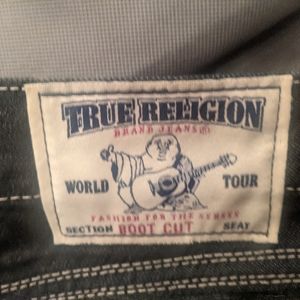 TRUE RELIGION
BRAND JEANS®
WORLD TOUR
FASHION FOR THE SENSES
SECTION BOOT CUT SEAT